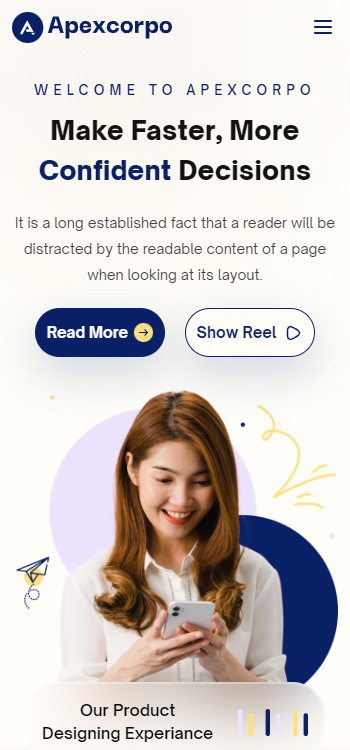 Apexcorpo
WELCOME TO APEXCORPO
Make Faster, More
Confident Decisions
It is a long established fact that a reader will be
distracted by the readable content of a page
when looking at its layout.
Read More
Show Reel
Our Product
Designing Experience